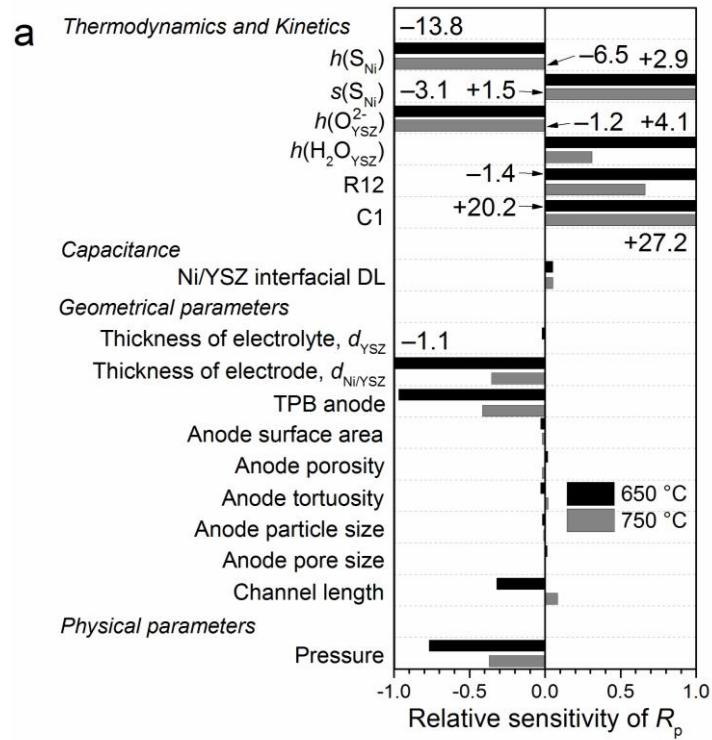 a
Thermodynamics and Kinetics
–13.8
h(S_Ni)
–6.5 +2.9
s(S_Ni)
–3.1 +1.5
h(O²⁻_YSZ)
–1.2 +4.1
h(H₂O_YSZ)
–1.4
R12
C1
+20.2
+27.2
Capacitance
Ni/YSZ interfacial DL
Geometrical parameters
Thickness of electrolyte, d_YSZ
–1.1
Thickness of electrode, d_Ni/YSZ
TPB anode
Anode surface area
Anode porosity
Anode tortuosity
Anode particle size
Anode pore size
Channel length
650 °C
750 °C
Physical parameters
Pressure
-1.0 -0.5 0.0 0.5 1.0
Relative sensitivity of R_p